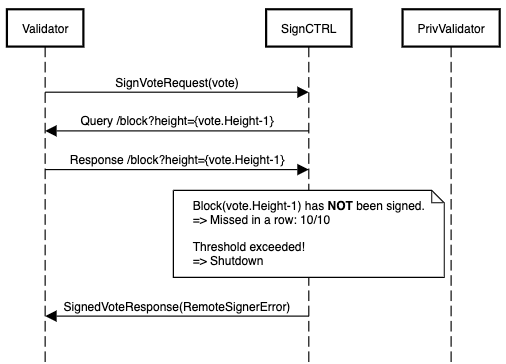 Validator
SignCTRL
PrivValidator
SignVoteRequest(vote)
Query /block?height={vote.Height-1}
Response /block?height={vote.Height-1}
Block(vote.Height-1) has NOT been signed.
=> Missed in a row: 10/10
Threshold exceeded!
=> Shutdown
SignedVoteResponse(RemoteSignerError)